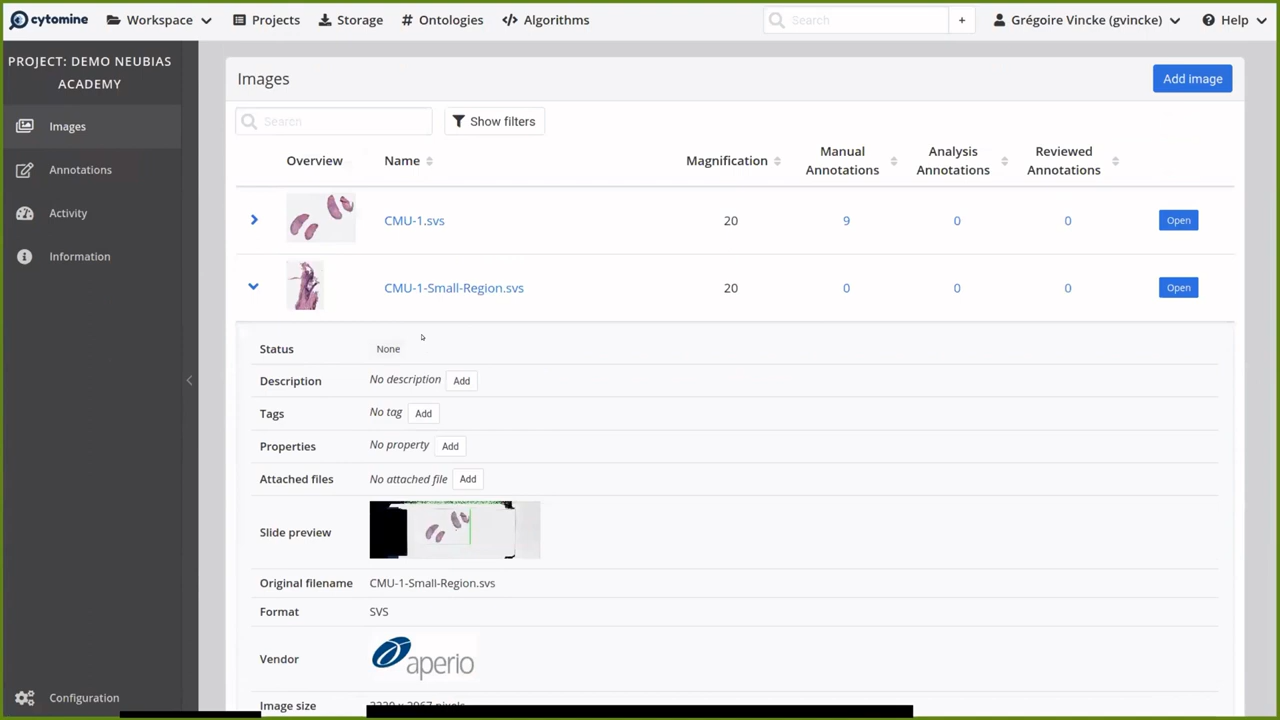 cytomine Workspace Projects Storage # Ontologies </> Algorithms Search + Grégoire Vincke (gvincke) ? Help
PROJECT: DEMO NEUBIAS
ACADEMY
Images
Annotations
Activity
Information
Configuration
Images
Add image
Search
Show filters
Overview Name Magnification Manual Annotations Analysis Annotations Reviewed Annotations
CMU-1.svs 20 9 0 0 Open
CMU-1-Small-Region.svs 20 0 0 0 Open
Status None
Description No description Add
Tags No tag Add
Properties No property Add
Attached files No attached file Add
Slide preview
Original filename CMU-1-Small-Region.svs
Format SVS
Vendor aperio
Image size